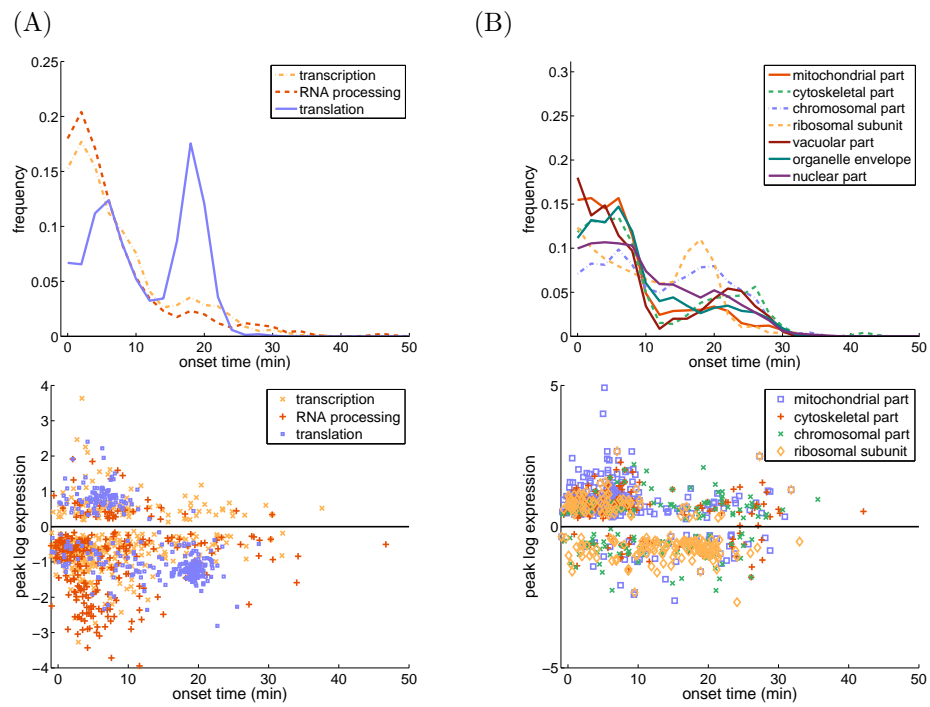 (A)
(B)
0.25
0.2
0.15
0.1
0.05
0
frequency
transcription
RNA processing
translation
0 10 20 30 40 50
onset time (min)
0.3
0.25
0.2
0.15
0.1
0.05
0
frequency
mitochondrial part
cytoskeletal part
chromosomal part
ribosomal subunit
vacuolar part
organelle envelope
nuclear part
0 10 20 30 40 50
onset time (min)
4
3
2
1
0
−1
−2
−3
−4
peak log expression
transcription
RNA processing
translation
0 10 20 30 40 50
onset time (min)
5
0
−5
peak log expression
mitochondrial part
cytoskeletal part
chromosomal part
ribosomal subunit
0 10 20 30 40 50
onset time (min)